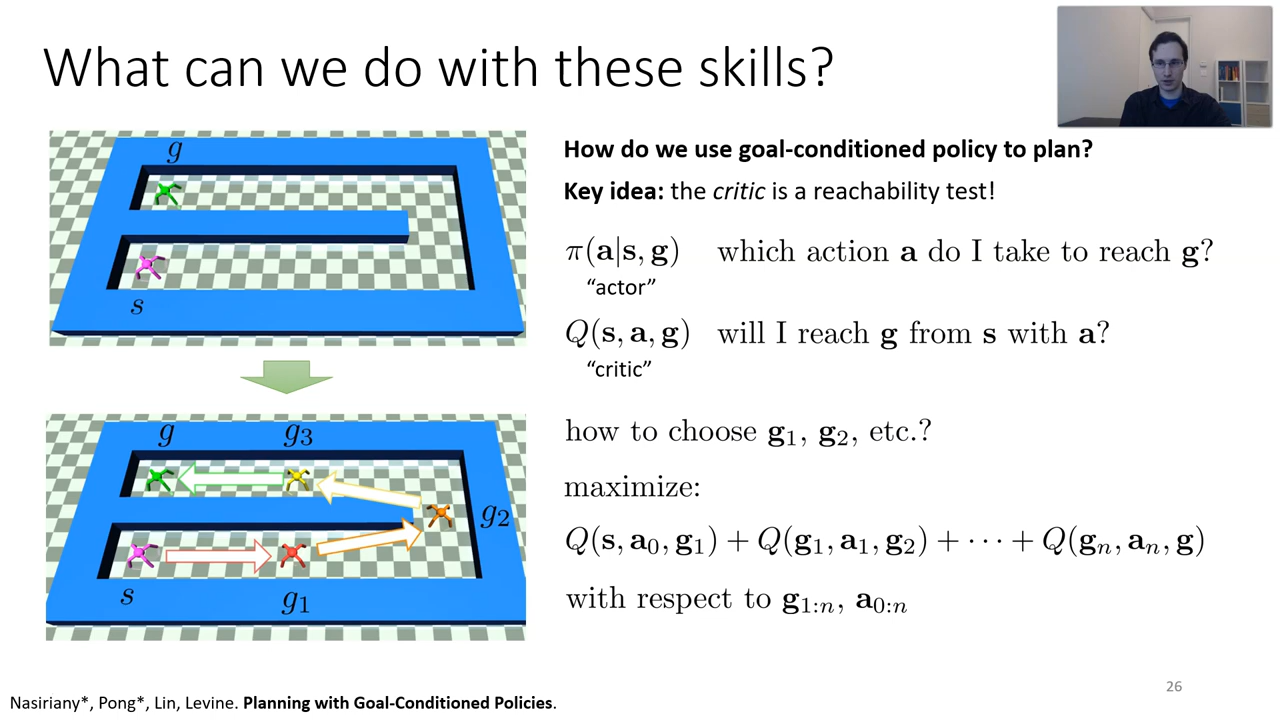 What can we do with these skills?
g
s
g
g₃
g₂
s
g₁
How do we use goal-conditioned policy to plan?
Key idea: the critic is a reachability test!
π(a|s, g) which action a do I take to reach g?
“actor”
Q(s, a, g) will I reach g from s with a?
“critic”
how to choose g₁, g₂, etc.?
maximize:
Q(s, a₀, g₁) + Q(g₁, a₁, g₂) + · · · + Q(gₙ, aₙ, g)
with respect to g₁:ₙ, a₀:ₙ
Nasiriany*, Pong*, Lin, Levine. Planning with Goal-Conditioned Policies.
26